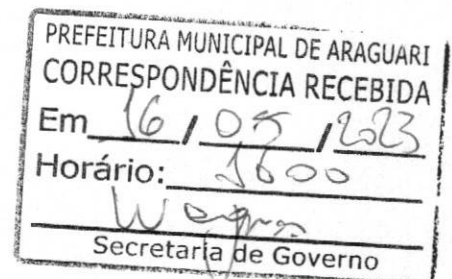 PREFEITURA MUNICIPAL DE ARAGUARI
CORRESPONDÊNCIA RECEBIDA
Em 16 / 05 / 2023
Horário: 1600
Secretaria de Governo